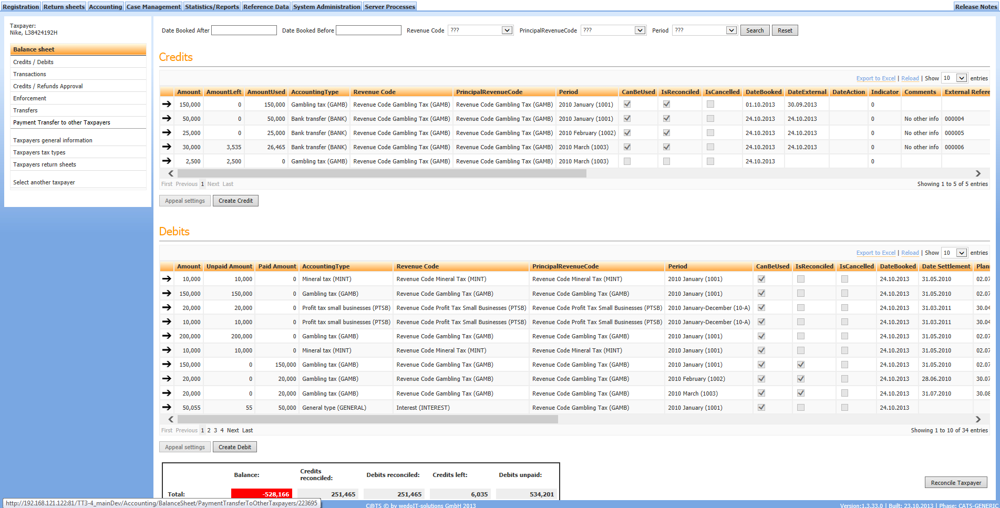 Registration Return sheets Accounting Case Management Statistics/Reports Reference Data System Administration Server Processes Release Notes
Taxpayer:
Nike, L38424192H
Balance sheet
Credits / Debits
Transactions
Credits / Refunds Approval
Enforcement
Transfers
Payment Transfer to other Taxpayers
Taxpayers general information
Taxpayers tax types
Taxpayers return sheets
Select another taxpayer
Date Booked After Date Booked Before Revenue Code ??? PrincipalRevenueCode ??? Period ??? Search Reset
Credits
Export to Excel | Reload | Show 10 entries
Amount AmountLeft AmountUsed AccountingType Revenue Code PrincipalRevenueCode Period CanBeUsed IsReconciled IsCancelled DateBooked DateExternal DateAction Indicator Comments External Refere
150,000 0 150,000 Gambling tax (GAMB) Revenue Code Gambling Tax (GAMB) Revenue Code Gambling Tax (GAMB) 2010 January (1001) 01.10.2013 30.09.2013 0
50,000 0 50,000 Bank transfer (BANK) Revenue Code Gambling Tax (GAMB) Revenue Code Gambling Tax (GAMB) 2010 January (1001) 24.10.2013 24.10.2013 0 No other info 000004
25,000 0 25,000 Bank transfer (BANK) Revenue Code Gambling Tax (GAMB) Revenue Code Gambling Tax (GAMB) 2010 February (1002) 24.10.2013 24.10.2013 0 No other info 000005
30,000 3,535 26,465 Bank transfer (BANK) Revenue Code Gambling Tax (GAMB) Revenue Code Gambling Tax (GAMB) 2010 March (1003) 24.10.2013 24.10.2013 0 No other info 000006
2,500 2,500 0 Gambling tax (GAMB) Revenue Code Gambling Tax (GAMB) Revenue Code Gambling Tax (GAMB) 2010 March (1003) 24.10.2013 0
First Previous 1 Next Last Showing 1 to 5 of 5 entries
Appeal settings Create Credit
Debits
Export to Excel | Reload | Show 10 entries
Amount Unpaid Amount Paid Amount AccountingType Revenue Code PrincipalRevenueCode Period CanBeUsed IsReconciled IsCancelled DateBooked Date Settlement Plan
10,000 10,000 0 Mineral tax (MINT) Revenue Code Mineral Tax (MINT) Revenue Code Mineral Tax (MINT) 2010 January (1001) 24.10.2013 31.05.2010 02.07
150,000 150,000 0 Gambling tax (GAMB) Revenue Code Gambling Tax (GAMB) Revenue Code Gambling Tax (GAMB) 2010 January (1001) 24.10.2013 31.05.2010 02.07
20,000 20,000 0 Profit tax small businesses (PTSB) Revenue Code Profit Tax Small Businesses (PTSB) Revenue Code Profit Tax Small Businesses (PTSB) 2010 January-December (10-A) 24.10.2013 31.03.2011 30.04
10,000 10,000 0 Profit tax small businesses (PTSB) Revenue Code Profit Tax Small Businesses (PTSB) Revenue Code Profit Tax Small Businesses (PTSB) 2010 January-December (10-A) 24.10.2013 31.03.2011 30.04
200,000 200,000 0 Gambling tax (GAMB) Revenue Code Gambling Tax (GAMB) Revenue Code Gambling Tax (GAMB) 2010 January (1001) 24.10.2013 31.05.2010 02.07
10,000 10,000 0 Mineral tax (MINT) Revenue Code Mineral Tax (MINT) Revenue Code Mineral Tax (MINT) 2010 January (1001) 24.10.2013 31.05.2010 02.07
150,000 0 150,000 Gambling tax (GAMB) Revenue Code Gambling Tax (GAMB) Revenue Code Gambling Tax (GAMB) 2010 January (1001) 24.10.2013 31.05.2010 02.07
20,000 0 20,000 Gambling tax (GAMB) Revenue Code Gambling Tax (GAMB) Revenue Code Gambling Tax (GAMB) 2010 February (1002) 24.10.2013 28.06.2010 30.07
20,000 0 20,000 Gambling tax (GAMB) Revenue Code Gambling Tax (GAMB) Revenue Code Gambling Tax (GAMB) 2010 March (1003) 24.10.2013 31.07.2010 30.08
50,055 55 50,000 General type (GENERAL) Interest (INTEREST) Revenue Code Gambling Tax (GAMB) 2010 January (1001) 24.10.2013
First Previous 1 2 3 4 Next Last Showing 1 to 10 of 34 entries
Appeal settings Create Debit
Balance: Credits reconciled: Debits reconciled: Credits left: Debits unpaid:
Reconcile Taxpayer
Total: -528,166 251,465 251,465 6,035 534,201
http://192.168.121.122:81/TT3-4_mainDev/Accounting/BalanceSheet/PaymentTransferToOtherTaxpayers/223695
C@TS © by wedoIT-solutions GmbH 2013 Version:1.3.33.0 | Built: 23.10.2013 | Phase: CATS-GENERIC